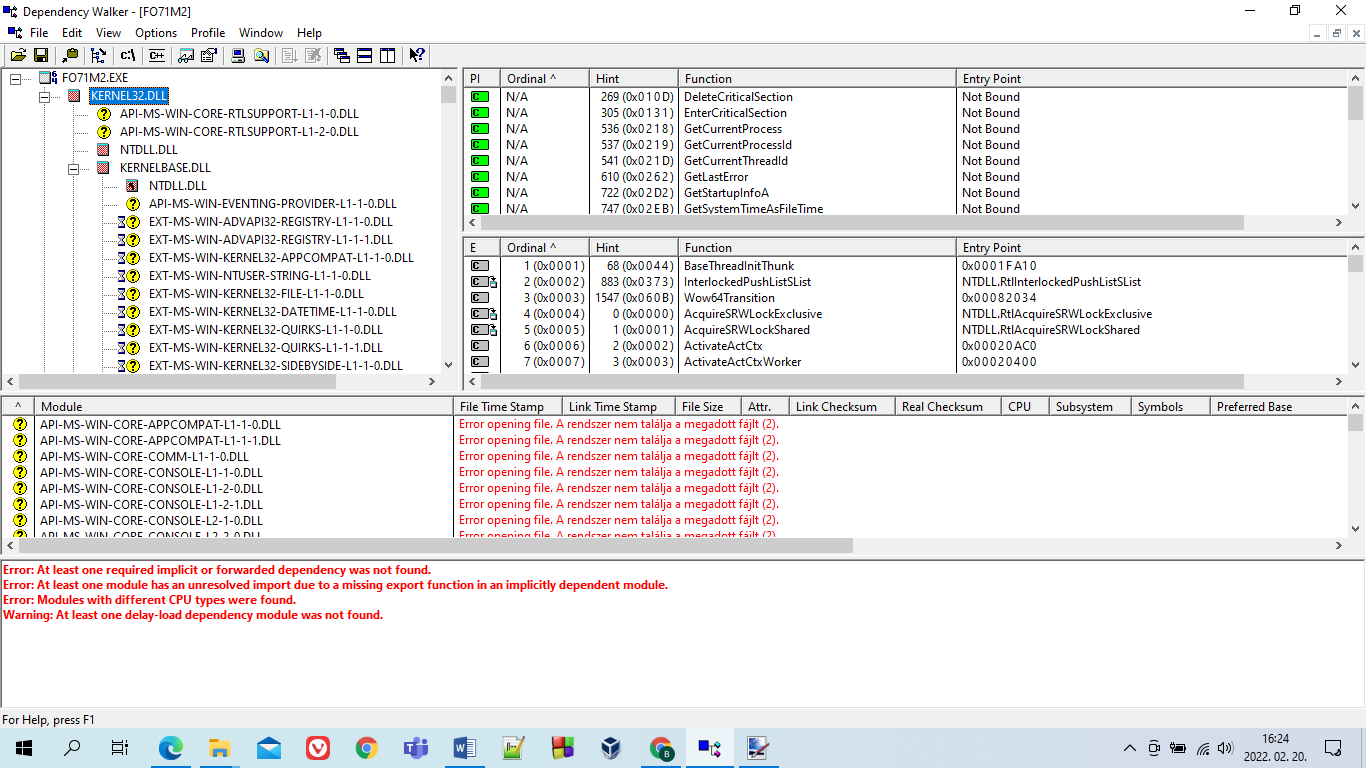 Dependency Walker - [FO71M2]
File Edit View Options Profile Window Help
c:\ C++
FO71M2.EXE
KERNEL32.DLL
API-MS-WIN-CORE-RTLSUPPORT-L1-1-0.DLL
API-MS-WIN-CORE-RTLSUPPORT-L1-2-0.DLL
NTDLL.DLL
KERNELBASE.DLL
NTDLL.DLL
API-MS-WIN-EVENTING-PROVIDER-L1-1-0.DLL
EXT-MS-WIN-ADVAPI32-REGISTRY-L1-1-0.DLL
EXT-MS-WIN-ADVAPI32-REGISTRY-L1-1-1.DLL
EXT-MS-WIN-KERNEL32-APPCOMPAT-L1-1-0.DLL
EXT-MS-WIN-NTUSER-STRING-L1-1-0.DLL
EXT-MS-WIN-KERNEL32-FILE-L1-1-0.DLL
EXT-MS-WIN-KERNEL32-DATETIME-L1-1-0.DLL
EXT-MS-WIN-KERNEL32-QUIRKS-L1-1-0.DLL
EXT-MS-WIN-KERNEL32-QUIRKS-L1-1-1.DLL
EXT-MS-WIN-KERNEL32-SIDEBYSIDE-L1-1-0.DLL
PI Ordinal ^ Hint Function Entry Point
C N/A 269 (0x010D) DeleteCriticalSection Not Bound
C N/A 305 (0x0131) EnterCriticalSection Not Bound
C N/A 536 (0x0218) GetCurrentProcess Not Bound
C N/A 537 (0x0219) GetCurrentProcessId Not Bound
C N/A 541 (0x021D) GetCurrentThreadId Not Bound
C N/A 610 (0x0262) GetLastError Not Bound
C N/A 722 (0x02D2) GetStartupInfoA Not Bound
C N/A 747 (0x02EB) GetSystemTimeAsFileTime Not Bound
E Ordinal ^ Hint Function Entry Point
C 1 (0x0001) 68 (0x0044) BaseThreadInitThunk 0x0001FA10
C 2 (0x0002) 883 (0x0373) InterlockedPushListSList NTDLL.RtlInterlockedPushListSList
C 3 (0x0003) 1547 (0x060B) Wow64Transition 0x00082034
C 4 (0x0004) 0 (0x0000) AcquireSRWLockExclusive NTDLL.RtlAcquireSRWLockExclusive
C 5 (0x0005) 1 (0x0001) AcquireSRWLockShared NTDLL.RtlAcquireSRWLockShared
C 6 (0x0006) 2 (0x0002) ActivateActCtx 0x00020AC0
C 7 (0x0007) 3 (0x0003) ActivateActCtxWorker 0x00020400
^ Module File Time Stamp Link Time Stamp File Size Attr. Link Checksum Real Checksum CPU Subsystem Symbols Preferred Base
API-MS-WIN-CORE-APPCOMPAT-L1-1-0.DLL Error opening file. A rendszer nem találja a megadott fájlt (2).
API-MS-WIN-CORE-APPCOMPAT-L1-1-1.DLL Error opening file. A rendszer nem találja a megadott fájlt (2).
API-MS-WIN-CORE-COMM-L1-1-0.DLL Error opening file. A rendszer nem találja a megadott fájlt (2).
API-MS-WIN-CORE-CONSOLE-L1-1-0.DLL Error opening file. A rendszer nem találja a megadott fájlt (2).
API-MS-WIN-CORE-CONSOLE-L1-2-0.DLL Error opening file. A rendszer nem találja a megadott fájlt (2).
API-MS-WIN-CORE-CONSOLE-L1-2-1.DLL Error opening file. A rendszer nem találja a megadott fájlt (2).
API-MS-WIN-CORE-CONSOLE-L2-1-0.DLL Error opening file. A rendszer nem találja a megadott fájlt (2).
API-MS-WIN-CORE-CONSOLE-L2-2-0.DLL Error opening file. A rendszer nem találja a megadott fájlt (2).
Error: At least one required implicit or forwarded dependency was not found.
Error: At least one module has an unresolved import due to a missing export function in an implicitly dependent module.
Error: Modules with different CPU types were found.
Warning: At least one delay-load dependency module was not found.
For Help, press F1
16:24
2022. 02. 20.